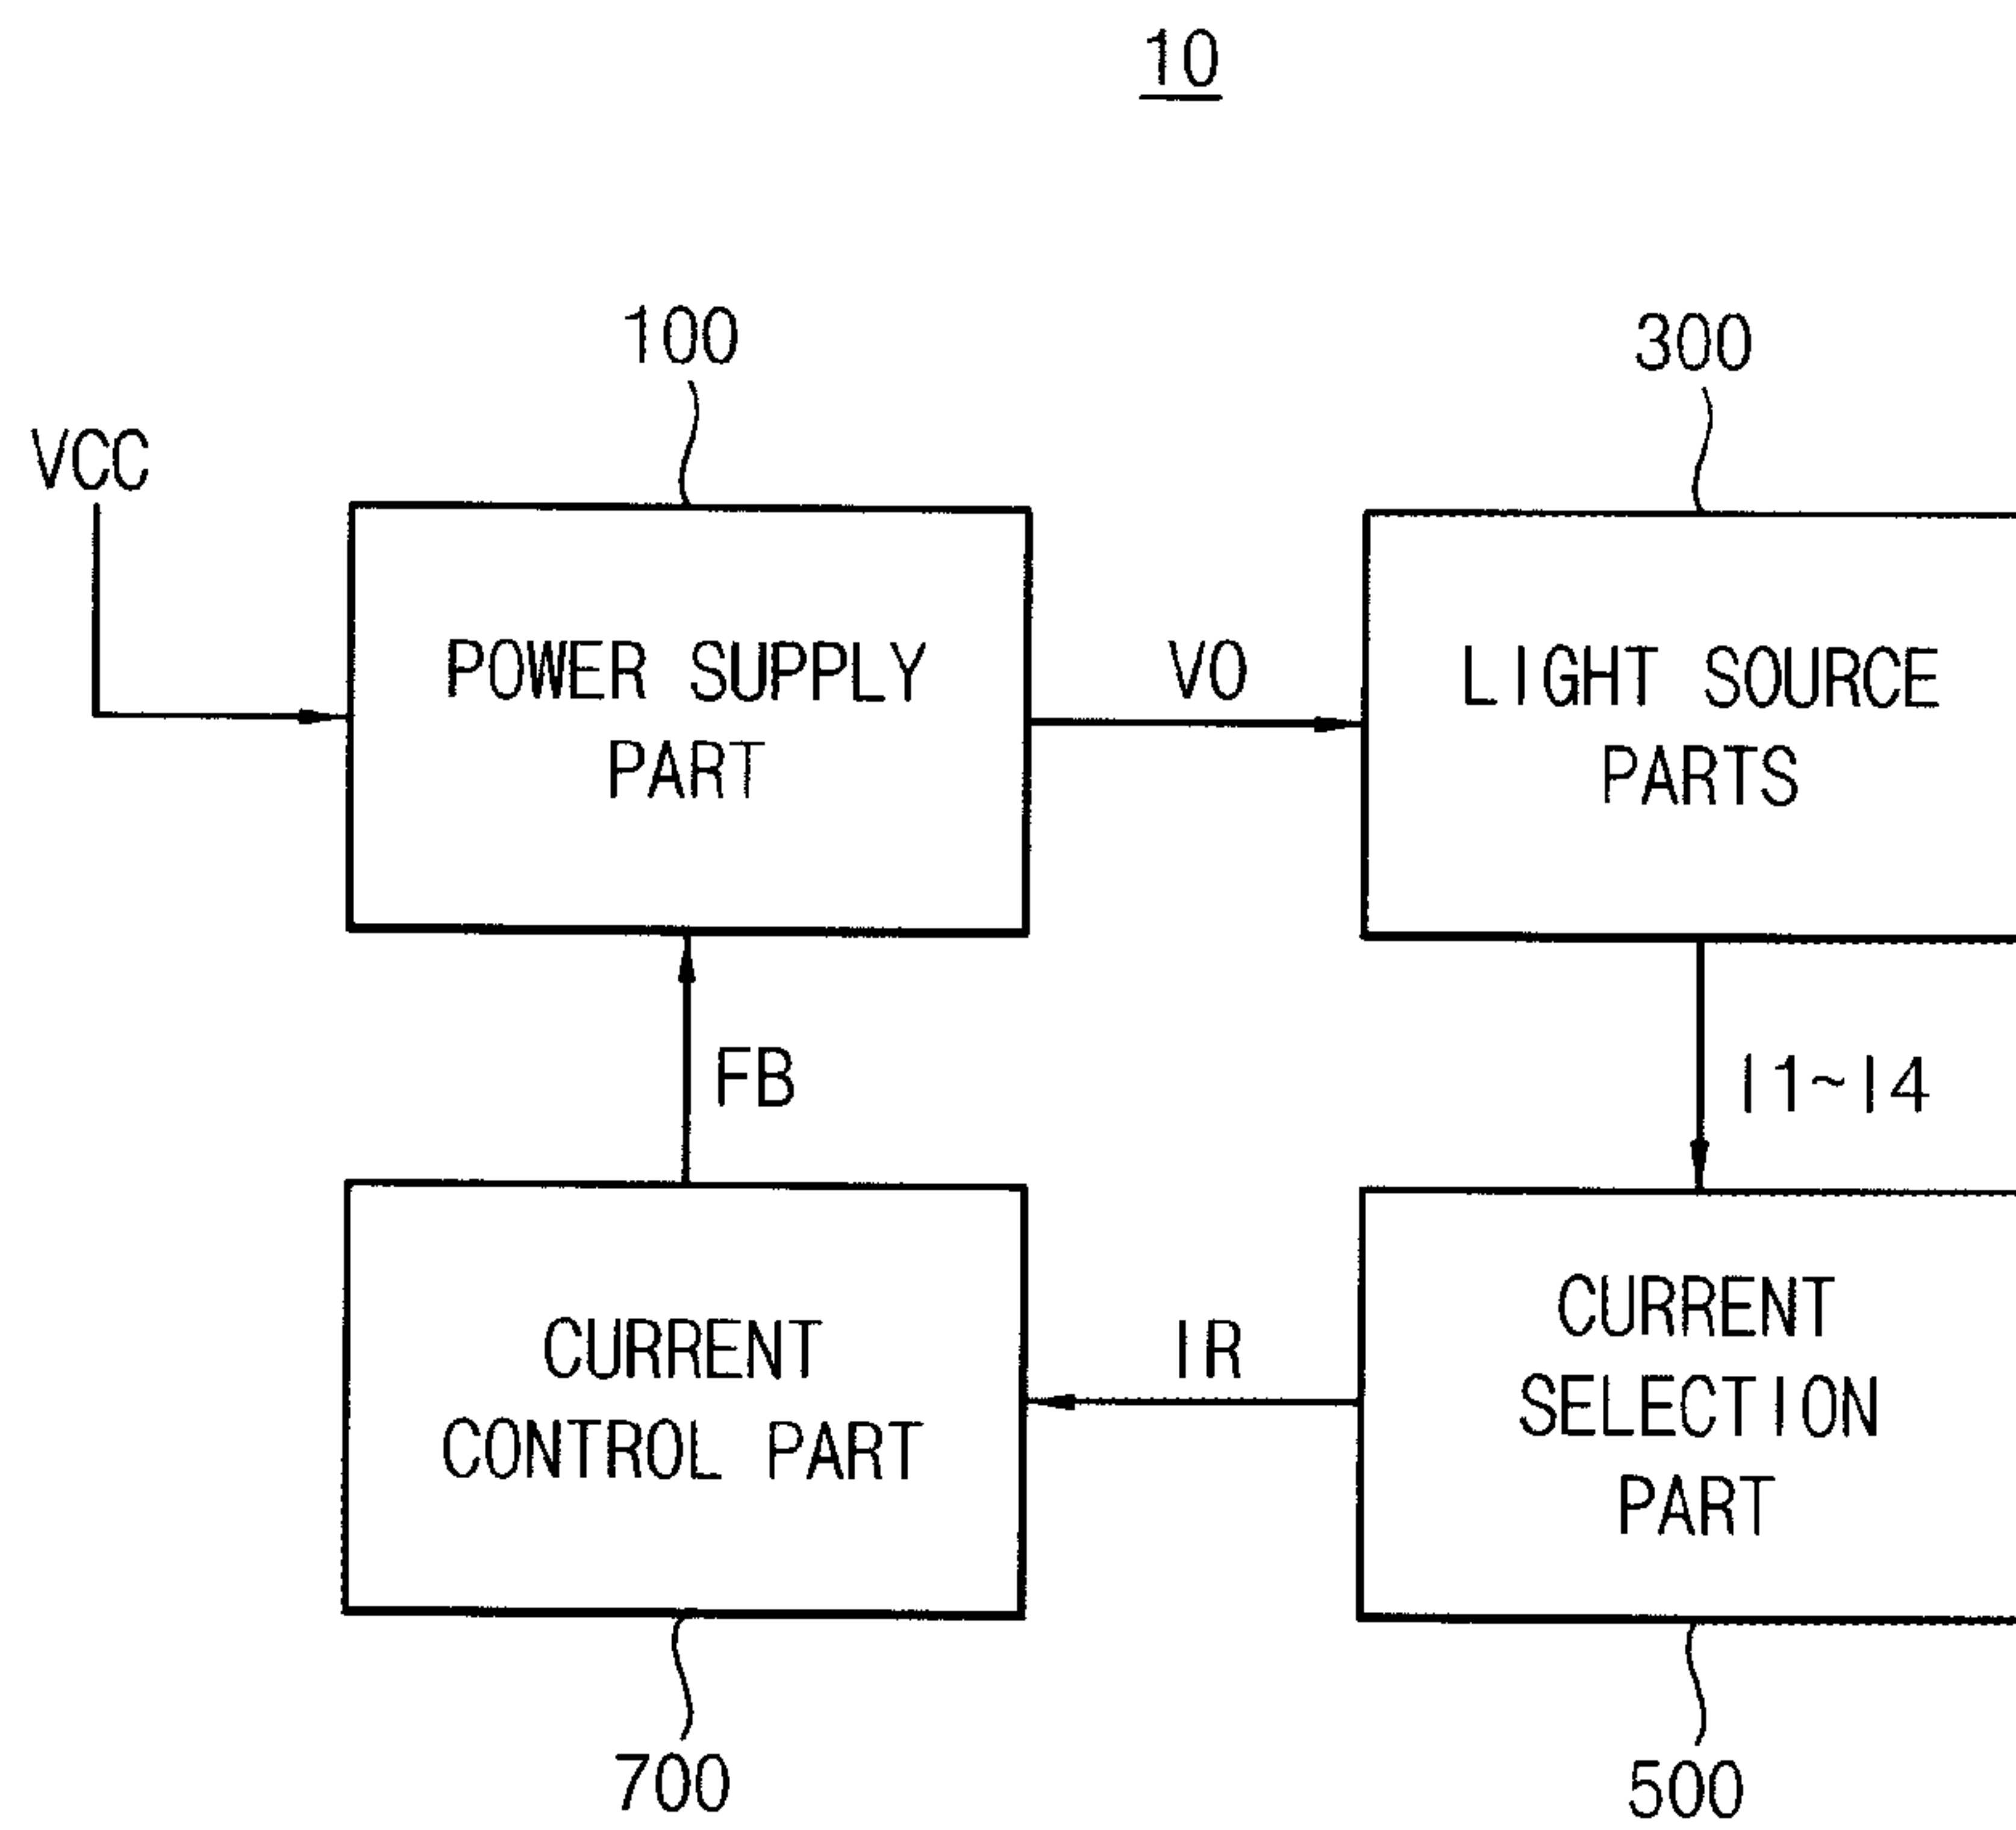 10
100
300
VCC
POWER SUPPLY
PART
VO
LIGHT SOURCE
PARTS
FB
I1~I4
CURRENT
CONTROL PART
IR
CURRENT
SELECTION
PART
700
500